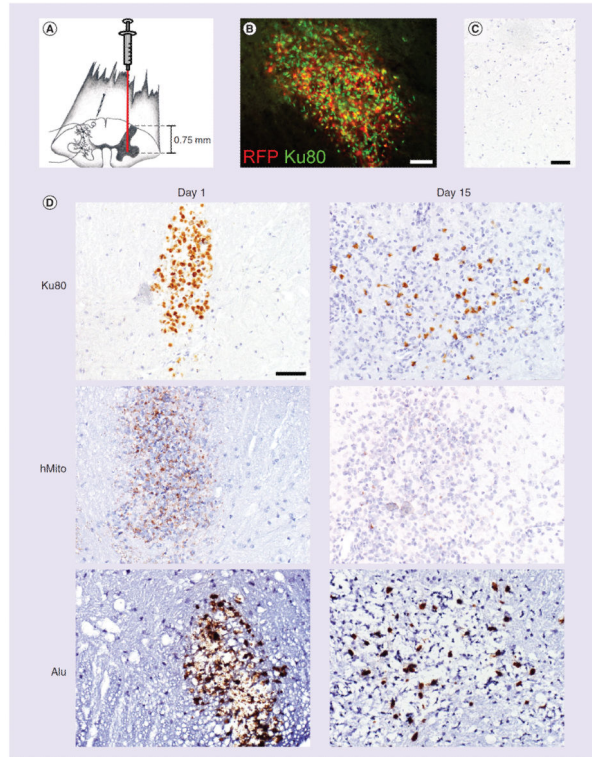 A
B
C
0.75 mm
RFP Ku80
D
Day 1
Day 15
Ku80
hMito
Alu